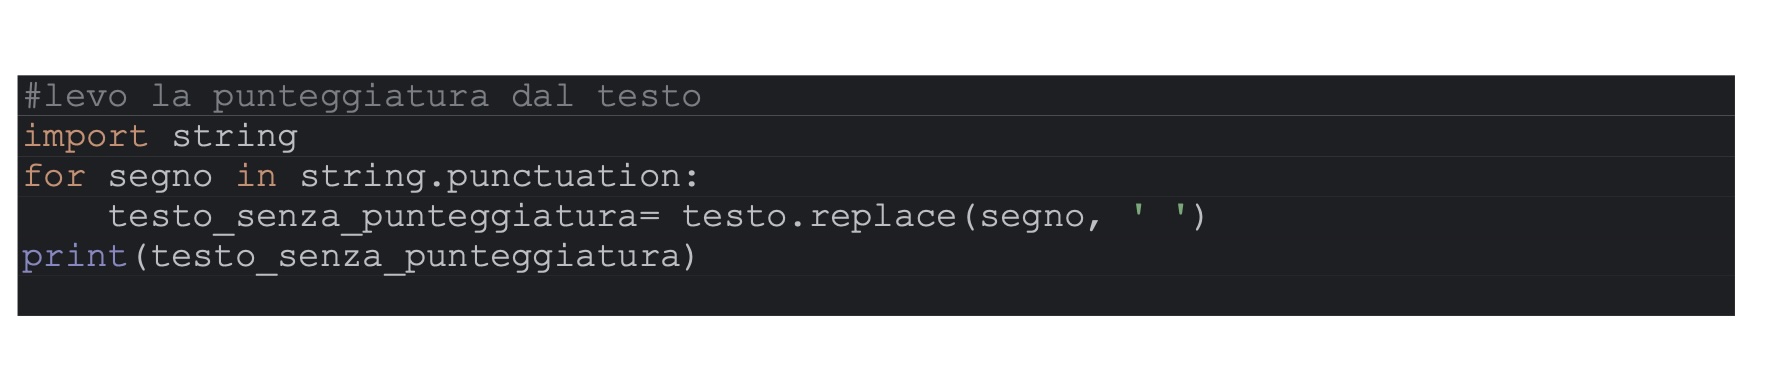 #levo la punteggiatura dal testo
import string
for segno in string.punctuation:
    testo_senza_punteggiatura= testo.replace(segno, ' ')
print(testo_senza_punteggiatura)